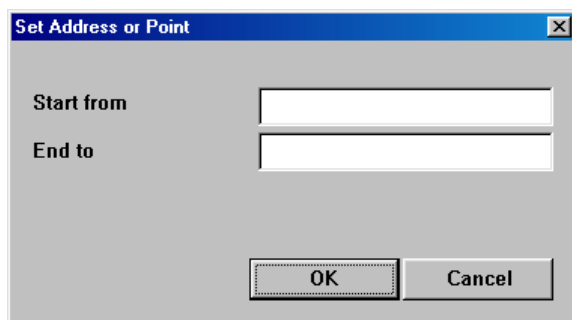 Set Address or Point
Start from
End to
OK
Cancel